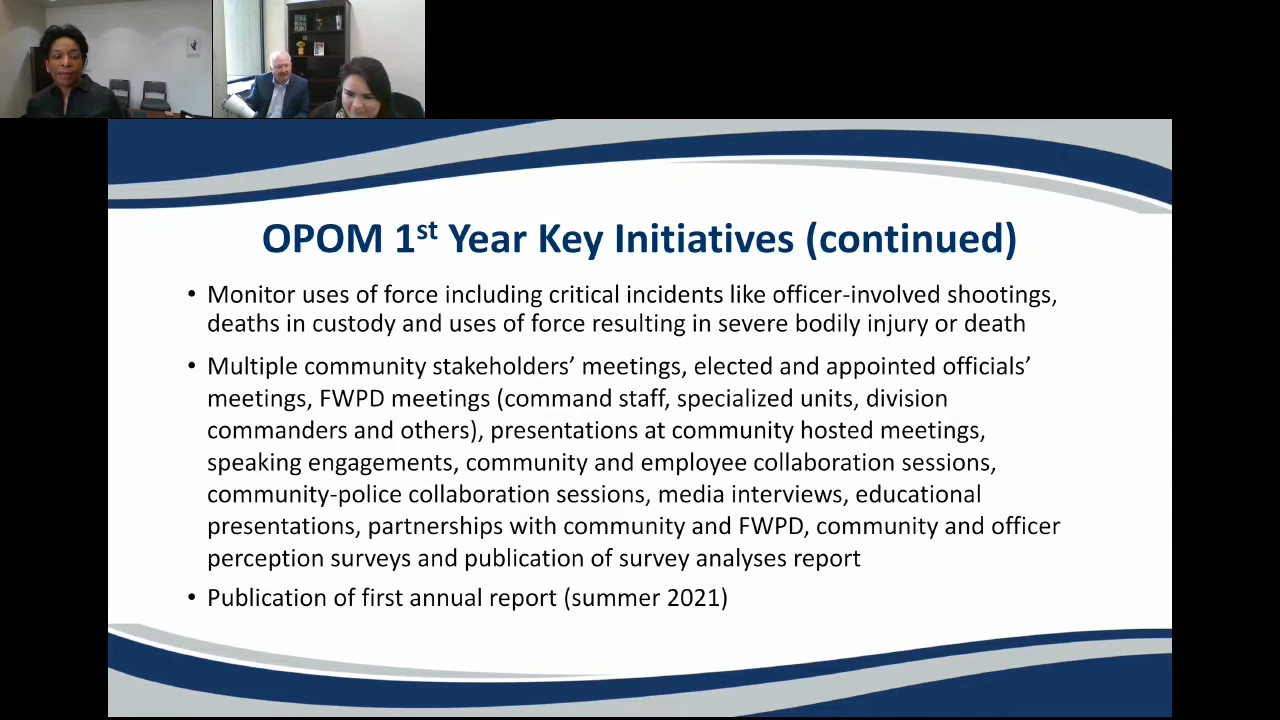 OPOM 1st Year Key Initiatives (continued)
• Monitor uses of force including critical incidents like officer-involved shootings,
deaths in custody and uses of force resulting in severe bodily injury or death
• Multiple community stakeholders’ meetings, elected and appointed officials’
meetings, FWPD meetings (command staff, specialized units, division
commanders and others), presentations at community hosted meetings,
speaking engagements, community and employee collaboration sessions,
community-police collaboration sessions, media interviews, educational
presentations, partnerships with community and FWPD, community and officer
perception surveys and publication of survey analyses report
• Publication of first annual report (summer 2021)